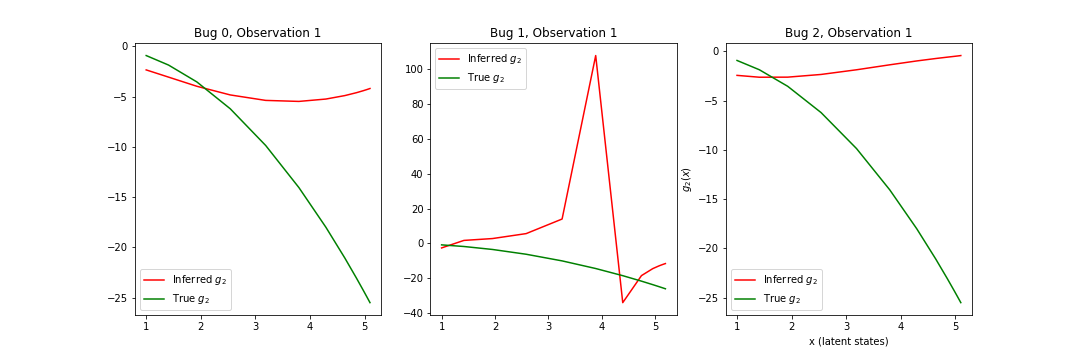 Bug 0, Observation 1
0
−5
−10
−15
−20
−25
1 2 3 4 5
Inferred g₂
True g₂
Bug 1, Observation 1
Inferred g₂
True g₂
100
80
60
40
20
0
−20
−40
1 2 3 4 5
Bug 2, Observation 1
g₂(x)
0
−5
−10
−15
−20
−25
Inferred g₂
True g₂
1 2 3 4 5
x (latent states)